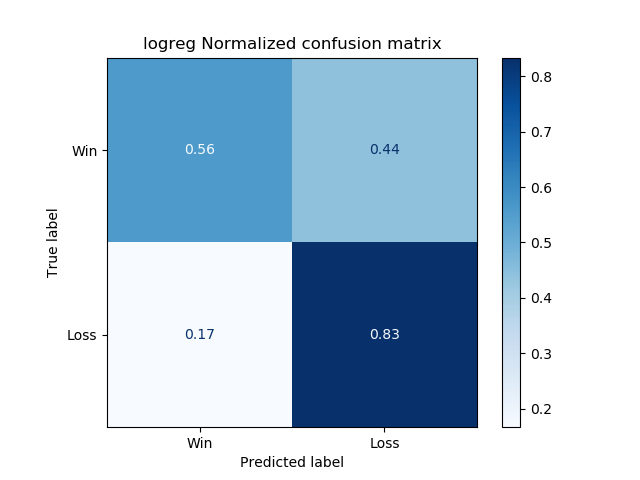 logreg Normalized confusion matrix
Win
0.56
0.44
Loss
0.17
0.83
True label
Win
Loss
Predicted label
0.8
0.7
0.6
0.5
0.4
0.3
0.2